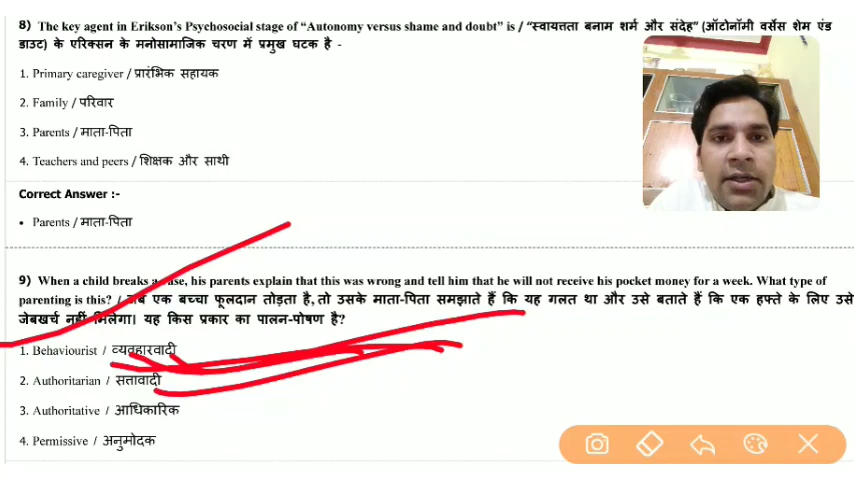 8) The key agent in Erikson's Psychosocial stage of "Autonomy versus shame and doubt" is / "स्वायत्तता बनाम शर्म और संदेह" (ऑटोनॉमी वर्सेस शेम एंड
डाउट) के एरिक्सन के मनोसामाजिक चरण में प्रमुख घटक है -
1. Primary caregiver / प्रारंभिक सहायक
2. Family / परिवार
3. Parents / माता-पिता
4. Teachers and peers / शिक्षक और साथी
Correct Answer :-
• Parents / माता-पिता
9) When a child breaks a vase, his parents explain that this was wrong and tell him that he will not receive his pocket money for a week. What type of
parenting is this? / जब एक बच्चा फूलदान तोड़ता है, तो उसके माता-पिता समझाते हैं कि यह गलत था और उसे बताते हैं कि एक हफ्ते के लिए उसे
जेबखर्च नहीं मिलेगा। यह किस प्रकार का पालन-पोषण है?
1. Behaviourist / व्यवहारवादी
2. Authoritarian / सत्तावादी
3. Authoritative / आधिकारिक
4. Permissive / अनुमोदक